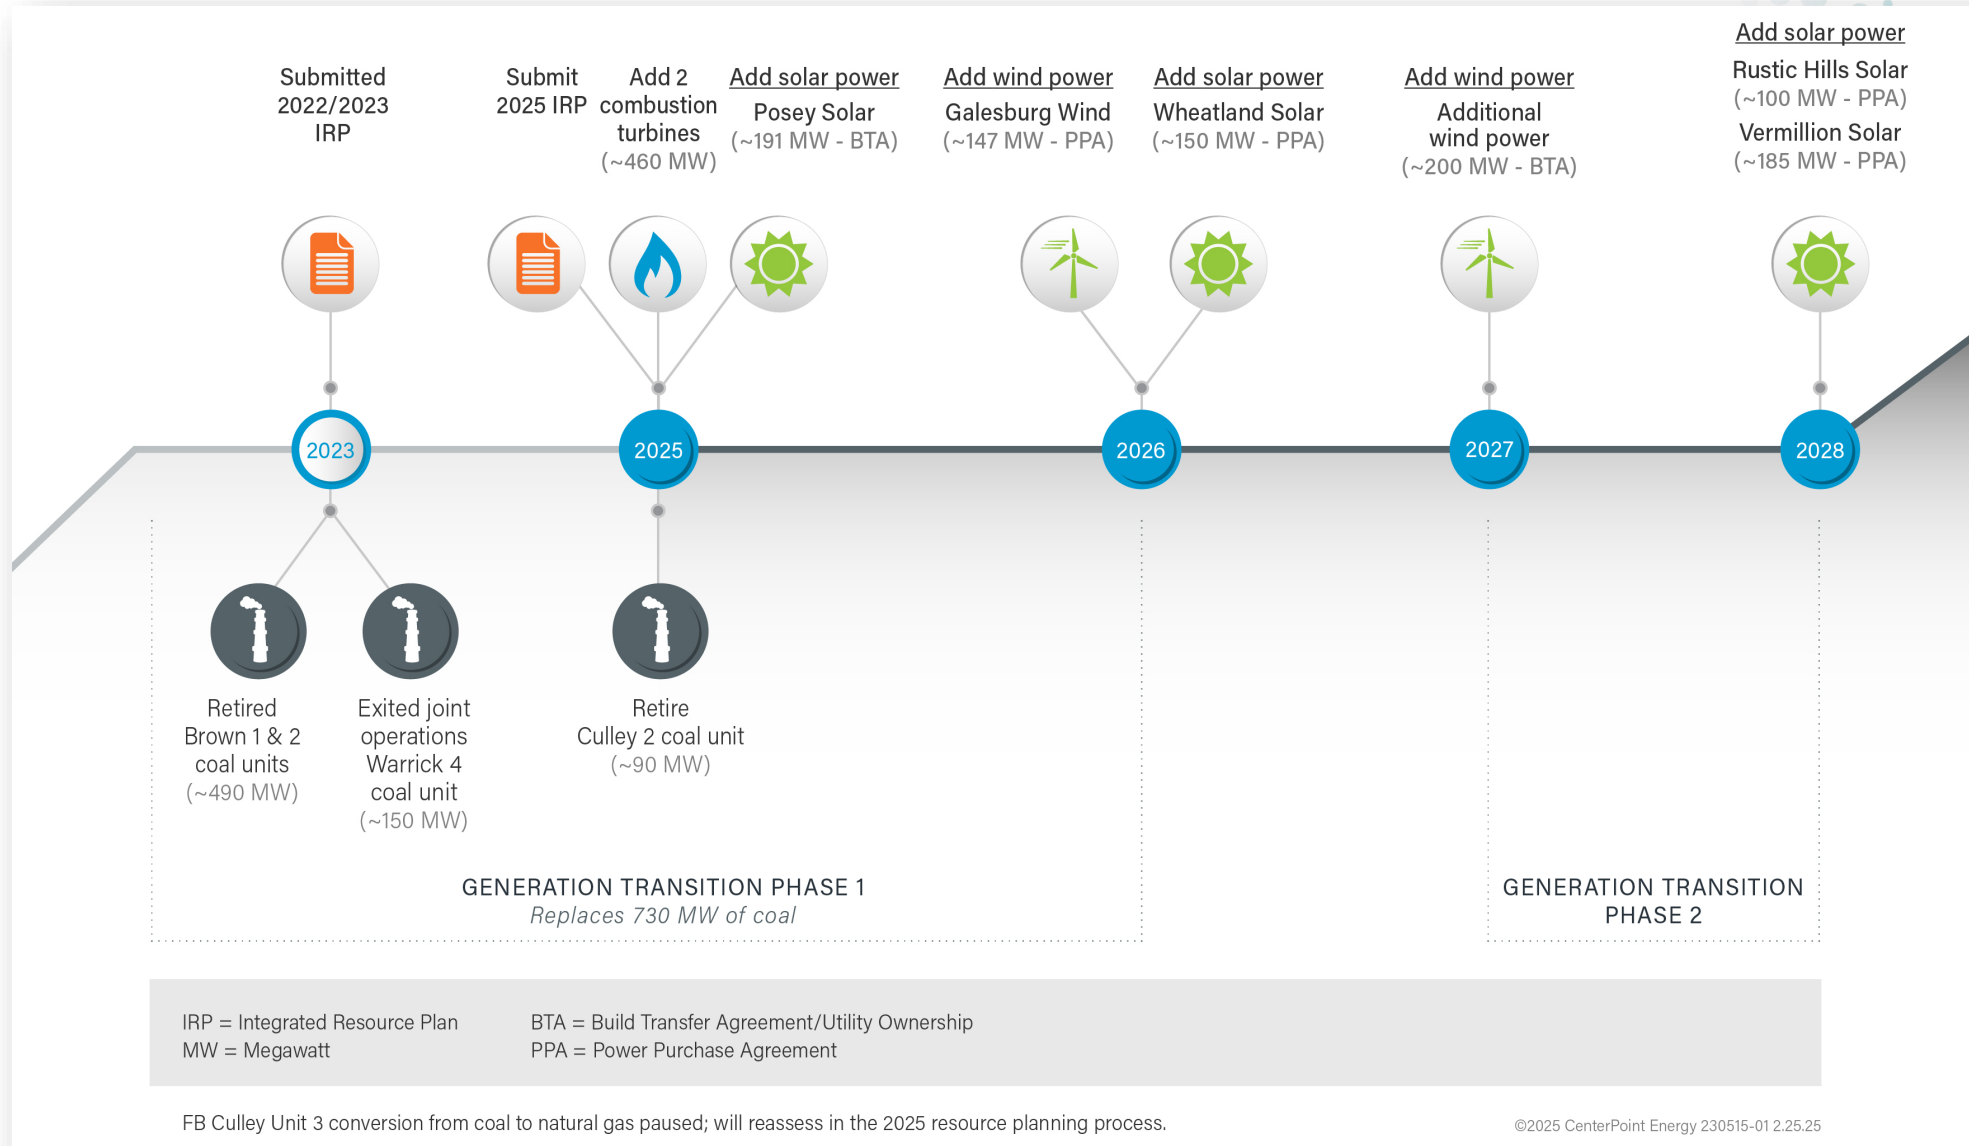 Submitted
2022/2023
IRP
Submit
2025 IRP
Add 2
combustion
turbines
(~460 MW)
Add solar power
Posey Solar
(~191 MW - BTA)
Add wind power
Galesburg Wind
(~147 MW - PPA)
Add solar power
Wheatland Solar
(~150 MW - PPA)
Add wind power
Additional
wind power
(~200 MW - BTA)
Add solar power
Rustic Hills Solar
(~100 MW - PPA)
Vermillion Solar
(~185 MW - PPA)
2023
2025
2026
2027
2028
Retired
Brown 1 & 2
coal units
(~490 MW)
Exited joint
operations
Warrick 4
coal unit
(~150 MW)
Retire
Culley 2 coal unit
(~90 MW)
GENERATION TRANSITION PHASE 1
Replaces 730 MW of coal
GENERATION TRANSITION
PHASE 2
IRP = Integrated Resource Plan
MW = Megawatt
BTA = Build Transfer Agreement/Utility Ownership
PPA = Power Purchase Agreement
FB Culley Unit 3 conversion from coal to natural gas paused; will reassess in the 2025 resource planning process.
©2025 CenterPoint Energy 230515-01 2.25.25